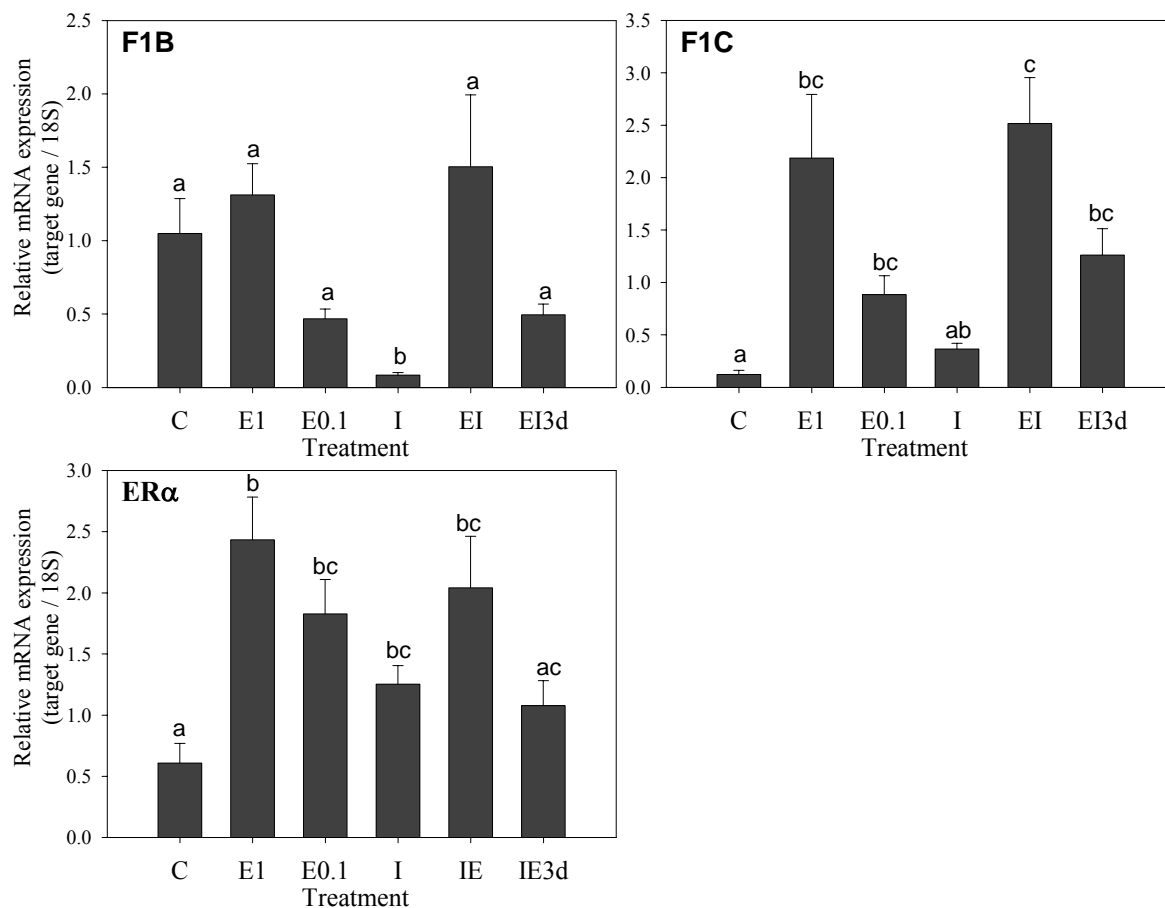 F1B
Relative mRNA expression
(target gene / 18S)
2.5
2.0
1.5
1.0
0.5
0.0
a
a
a
b
a
a
C E1 E0.1 I EI EI3d
Treatment
F1C
3.5
3.0
2.5
2.0
1.5
1.0
0.5
0.0
a
bc
bc
ab
c
bc
C E1 E0.1 I EI EI3d
Treatment
ERα
Relative mRNA expression
(target gene / 18S)
3.0
2.5
2.0
1.5
1.0
0.5
0.0
a
b
bc
bc
bc
ac
C E1 E0.1 I IE IE3d
Treatment